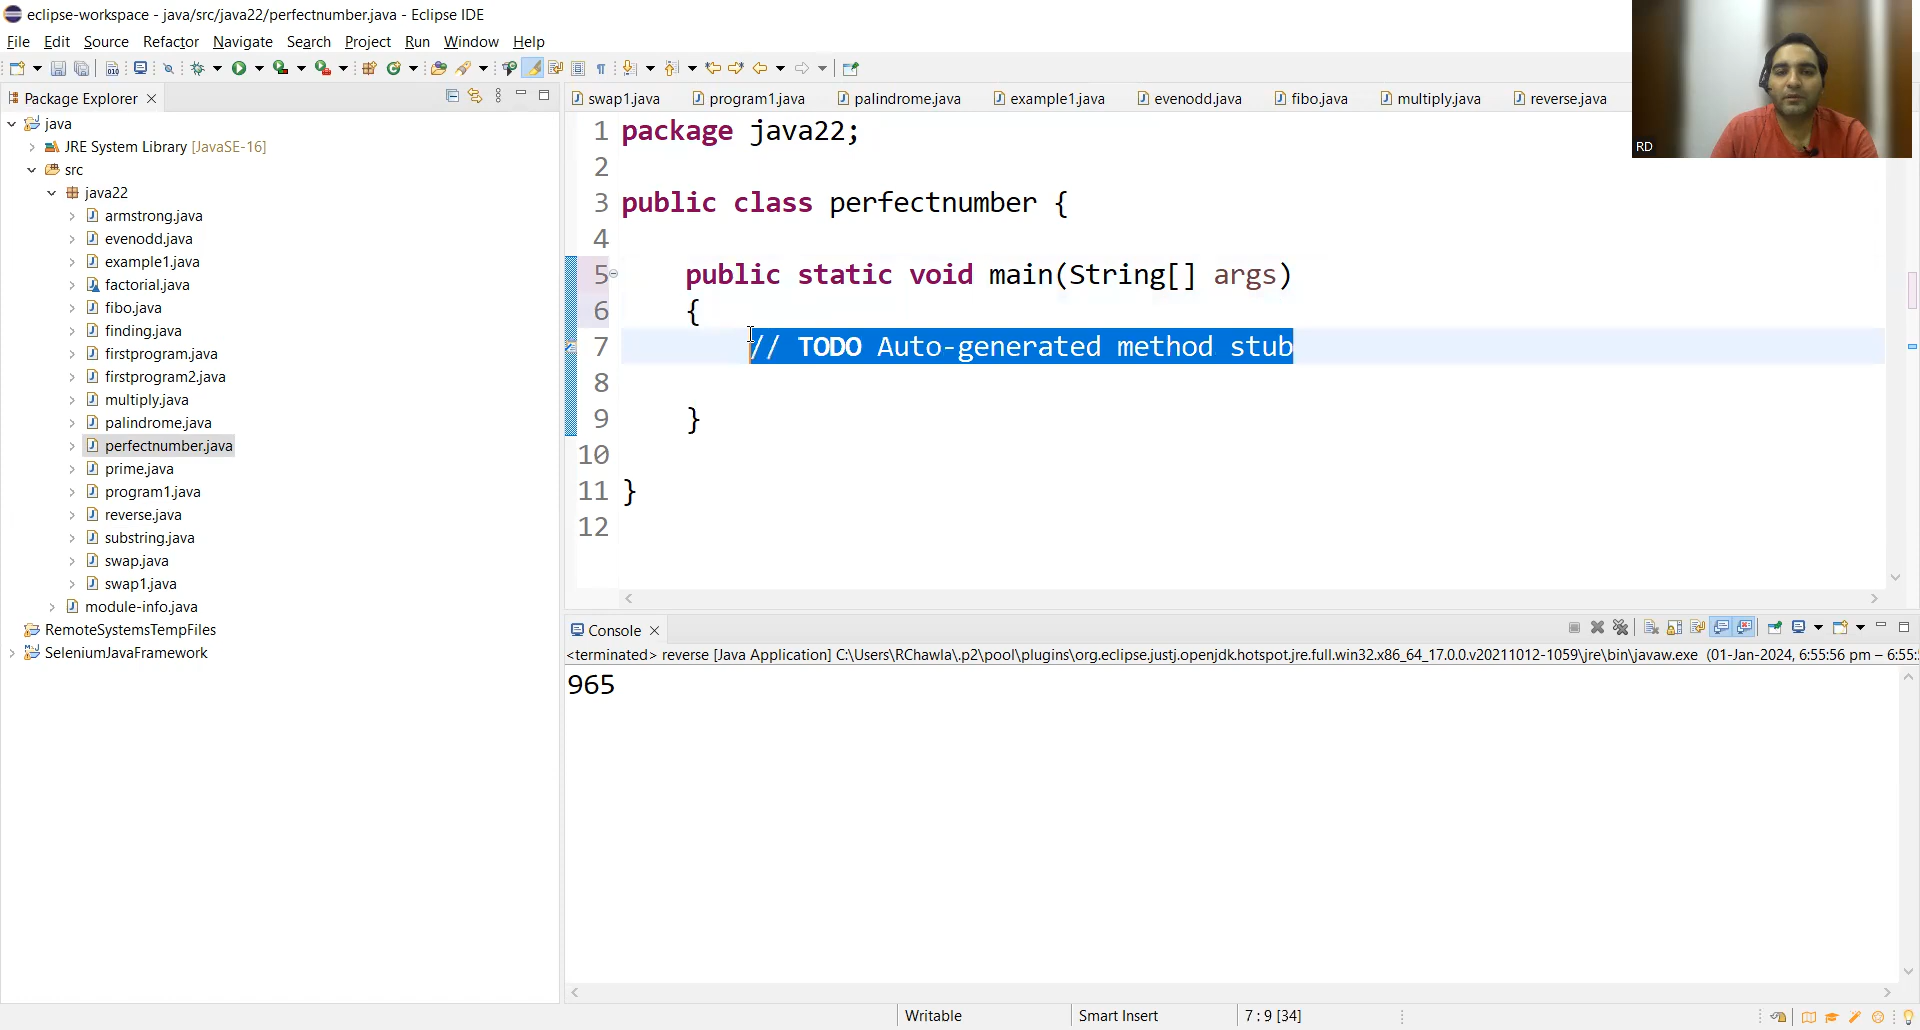 eclipse-workspace - java/src/java22/perfectnumber.java - Eclipse IDE
File Edit Source Refactor Navigate Search Project Run Window Help
Package Explorer
swap1.java program1.java palindrome.java example1.java evenodd.java fibo.java multiply.java reverse.java
RD
java
JRE System Library [JavaSE-16]
src
java22
armstrong.java
evenodd.java
example1.java
factorial.java
fibo.java
finding.java
firstprogram.java
firstprogram2.java
multiply.java
palindrome.java
perfectnumber.java
prime.java
program1.java
reverse.java
substring.java
swap.java
swap1.java
module-info.java
RemoteSystemsTempFiles
SeleniumJavaFramework
1 package java22;
2
3 public class perfectnumber {
4
5 public static void main(String[] args)
6 {
7 // TODO Auto-generated method stub
8
9 }
10
11 }
12
Console
<terminated> reverse [Java Application] C:\Users\RChawla\.p2\pool\plugins\org.eclipse.justj.openjdk.hotspot.jre.full.win32.x86_64_17.0.0.v20211012-1059\jre\bin\javaw.exe (01-Jan-2024, 6:55:56 pm – 6:55:
965
Writable Smart Insert 7 : 9 [34]